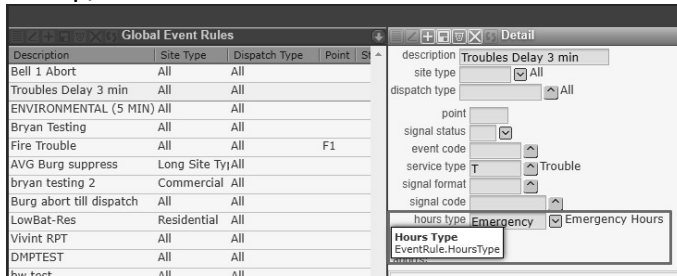 Global Event Rules
Description Site Type Dispatch Type Point St
Bell 1 Abort All All
Troubles Delay 3 min All All
ENVIRONMENTAL (5 MIN) All All
Bryan Testing All All
Fire Trouble All All F1
AVG Burg suppress Long Site Ty All
bryan testing 2 Commercial All
Burg abort till dispatch All All
LowBat-Res Residential All
Vivint RPT All All
DMPTEST All All
bw test All All
Detail
description Troubles Delay 3 min
site type All
dispatch type All
point
signal status
event code
service type T Trouble
signal format
signal code
hours type Emergency Emergency Hours
Hours Type
EventRule.HoursType